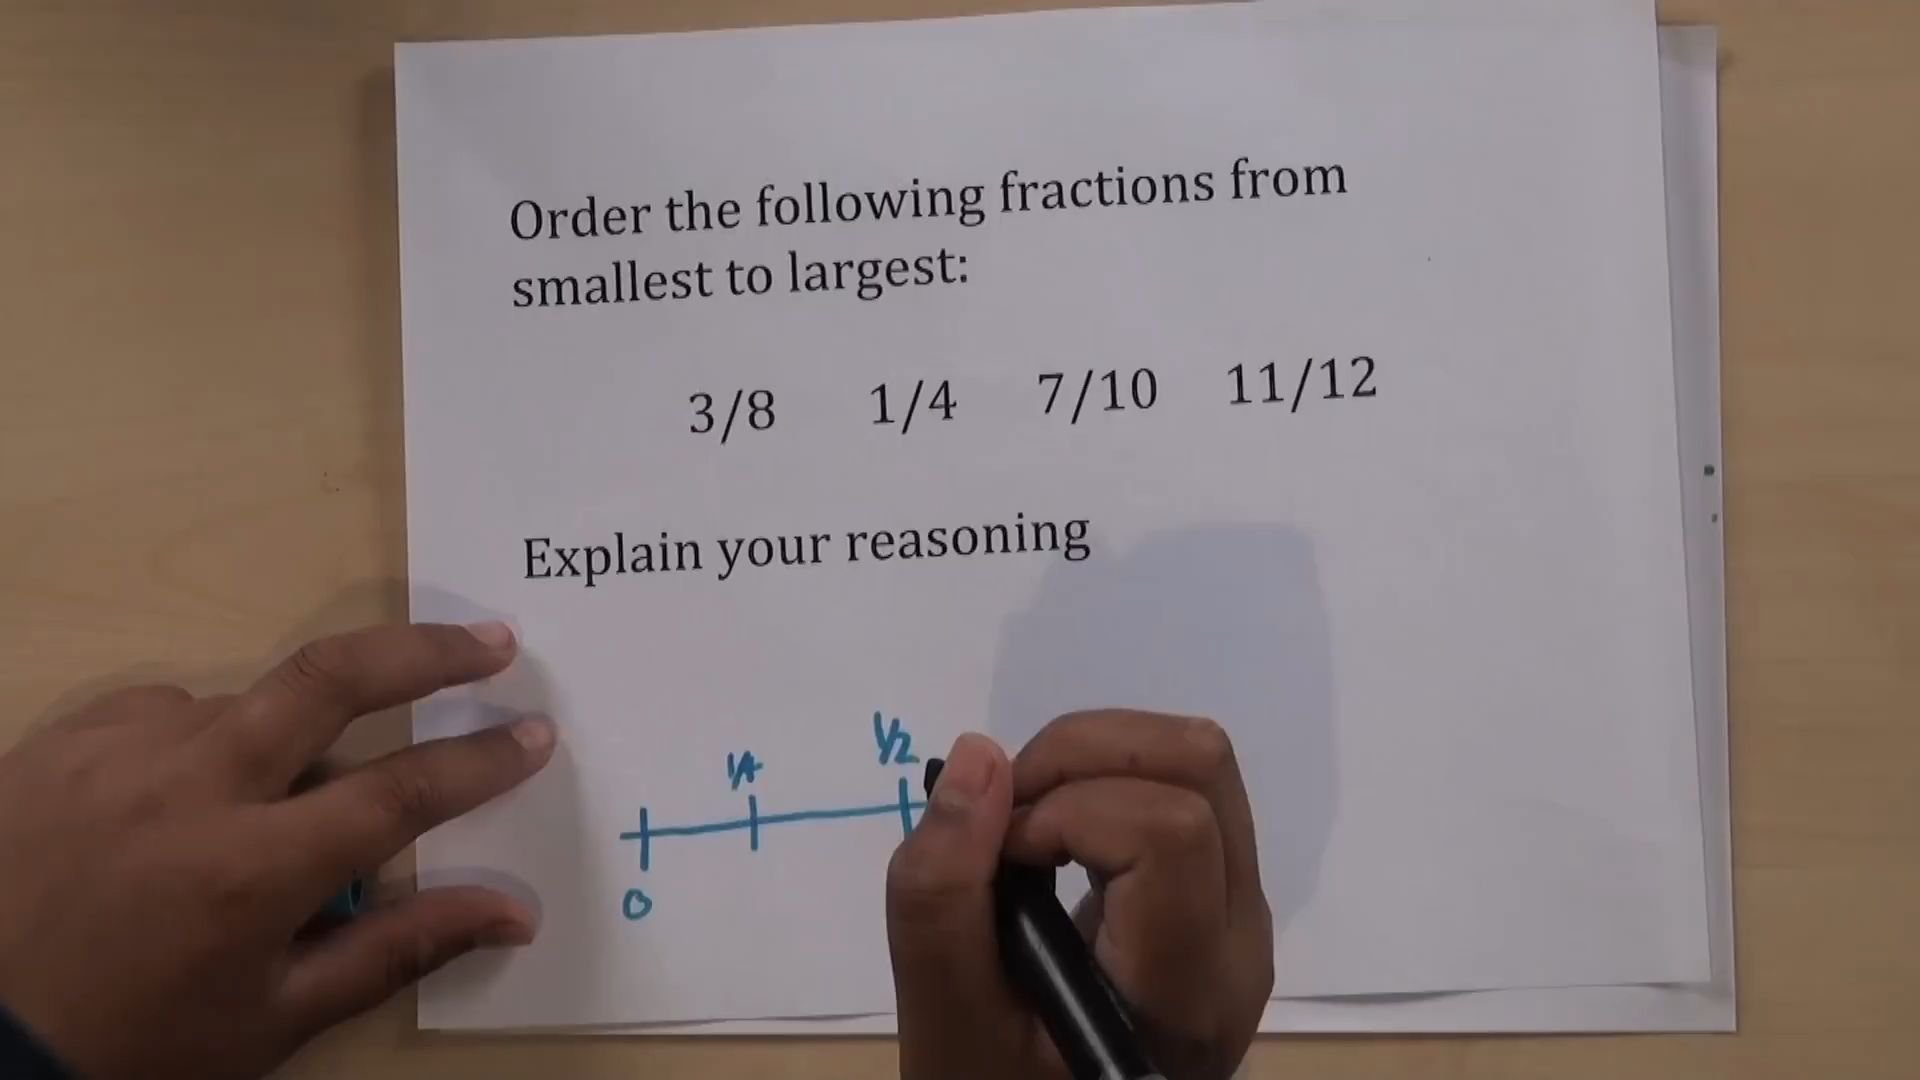 Order the following fractions from
smallest to largest:
3/8 1/4 7/10 11/12
Explain your reasoning
1/4 1/2
0